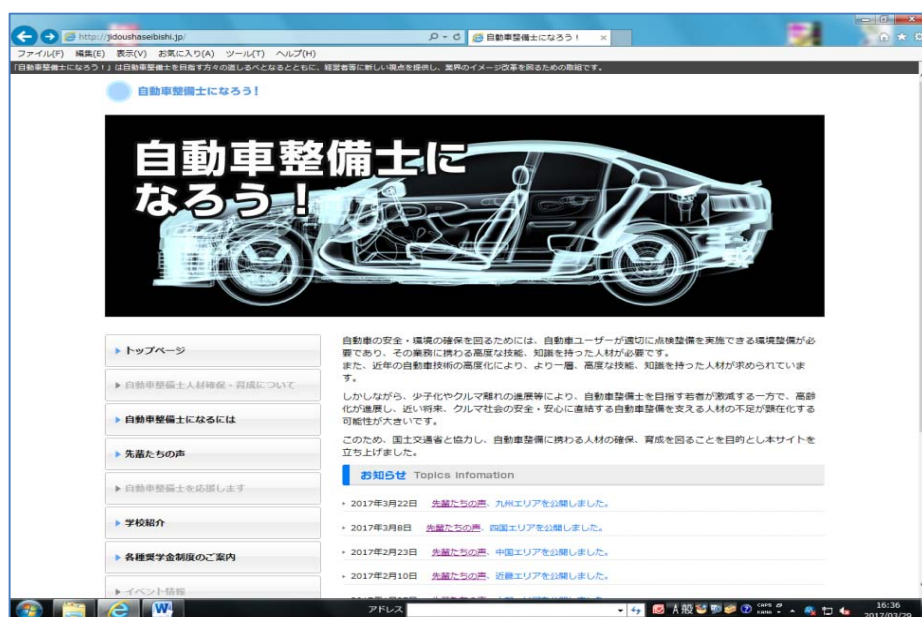 http://jidoushaseibishi.jp/
自動車整備士になろう！
ファイル(F) 編集(E) 表示(V) お気に入り(A) ツール(T) ヘルプ(H)
「自動車整備士になろう！」は自動車整備士を目指す方々の道しるべとなるとともに、経営者等に新しい視点を提供し、業界のイメージ改革を図るための取組です。
自動車整備士になろう！
自動車整備士に
なろう！
トップページ
自動車整備士人材確保・育成について
自動車整備士になるには
先輩たちの声
自動車整備士を応援します
学校紹介
各種奨学金制度のご案内
イベント情報
自動車の安全・環境の確保を図るためには、自動車ユーザーが適切に点検整備を実施できる環境整備が必
要であり、その業務に携わる高度な技能、知識を持った人材が必要です。
また、近年の自動車技術の高度化により、より一層、高度な技能、知識を持った人材が求められていま
す。
しかしながら、少子化やクルマ離れの進展等により、自動車整備士を目指す若者が激減する一方で、高齢
化が進展し、近い将来、クルマ社会の安全・安心に直結する自動車整備を支える人材の不足が顕在化する
可能性が大きいです。
このため、国土交通省と協力し、自動車整備に携わる人材の確保、育成を図ることを目的とし本サイトを
立ち上げました。
お知らせ Topics Infomation
2017年3月22日 先輩たちの声、九州エリアを公開しました。
2017年3月8日 先輩たちの声、四国エリアを公開しました。
2017年2月23日 先輩たちの声、中国エリアを公開しました。
2017年2月10日 先輩たちの声、近畿エリアを公開しました。
アドレス
A 般
CAPS
KANA
16:36
2017/03/29